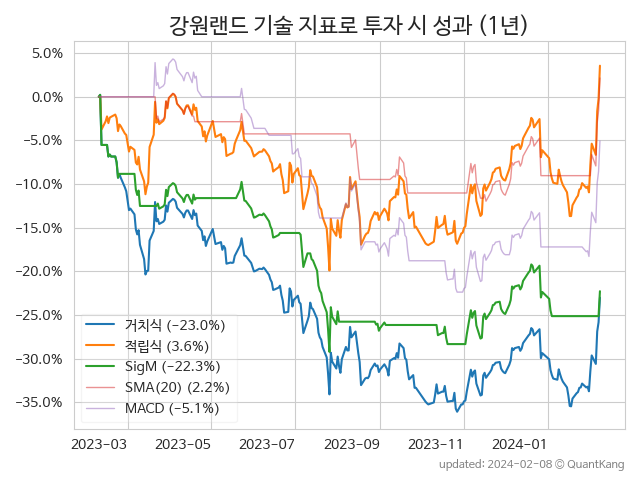 강원랜드 기술 지표로 투자 시 성과 (1년)
5.0%
0.0%
−5.0%
−10.0%
−15.0%
−20.0%
−25.0%
−30.0%
−35.0%
거치식 (−23.0%)
적립식 (3.6%)
SigM (−22.3%)
SMA(20) (2.2%)
MACD (−5.1%)
2023-03 2023-05 2023-07 2023-09 2023-11 2024-01
updated: 2024-02-08 © QuantKang